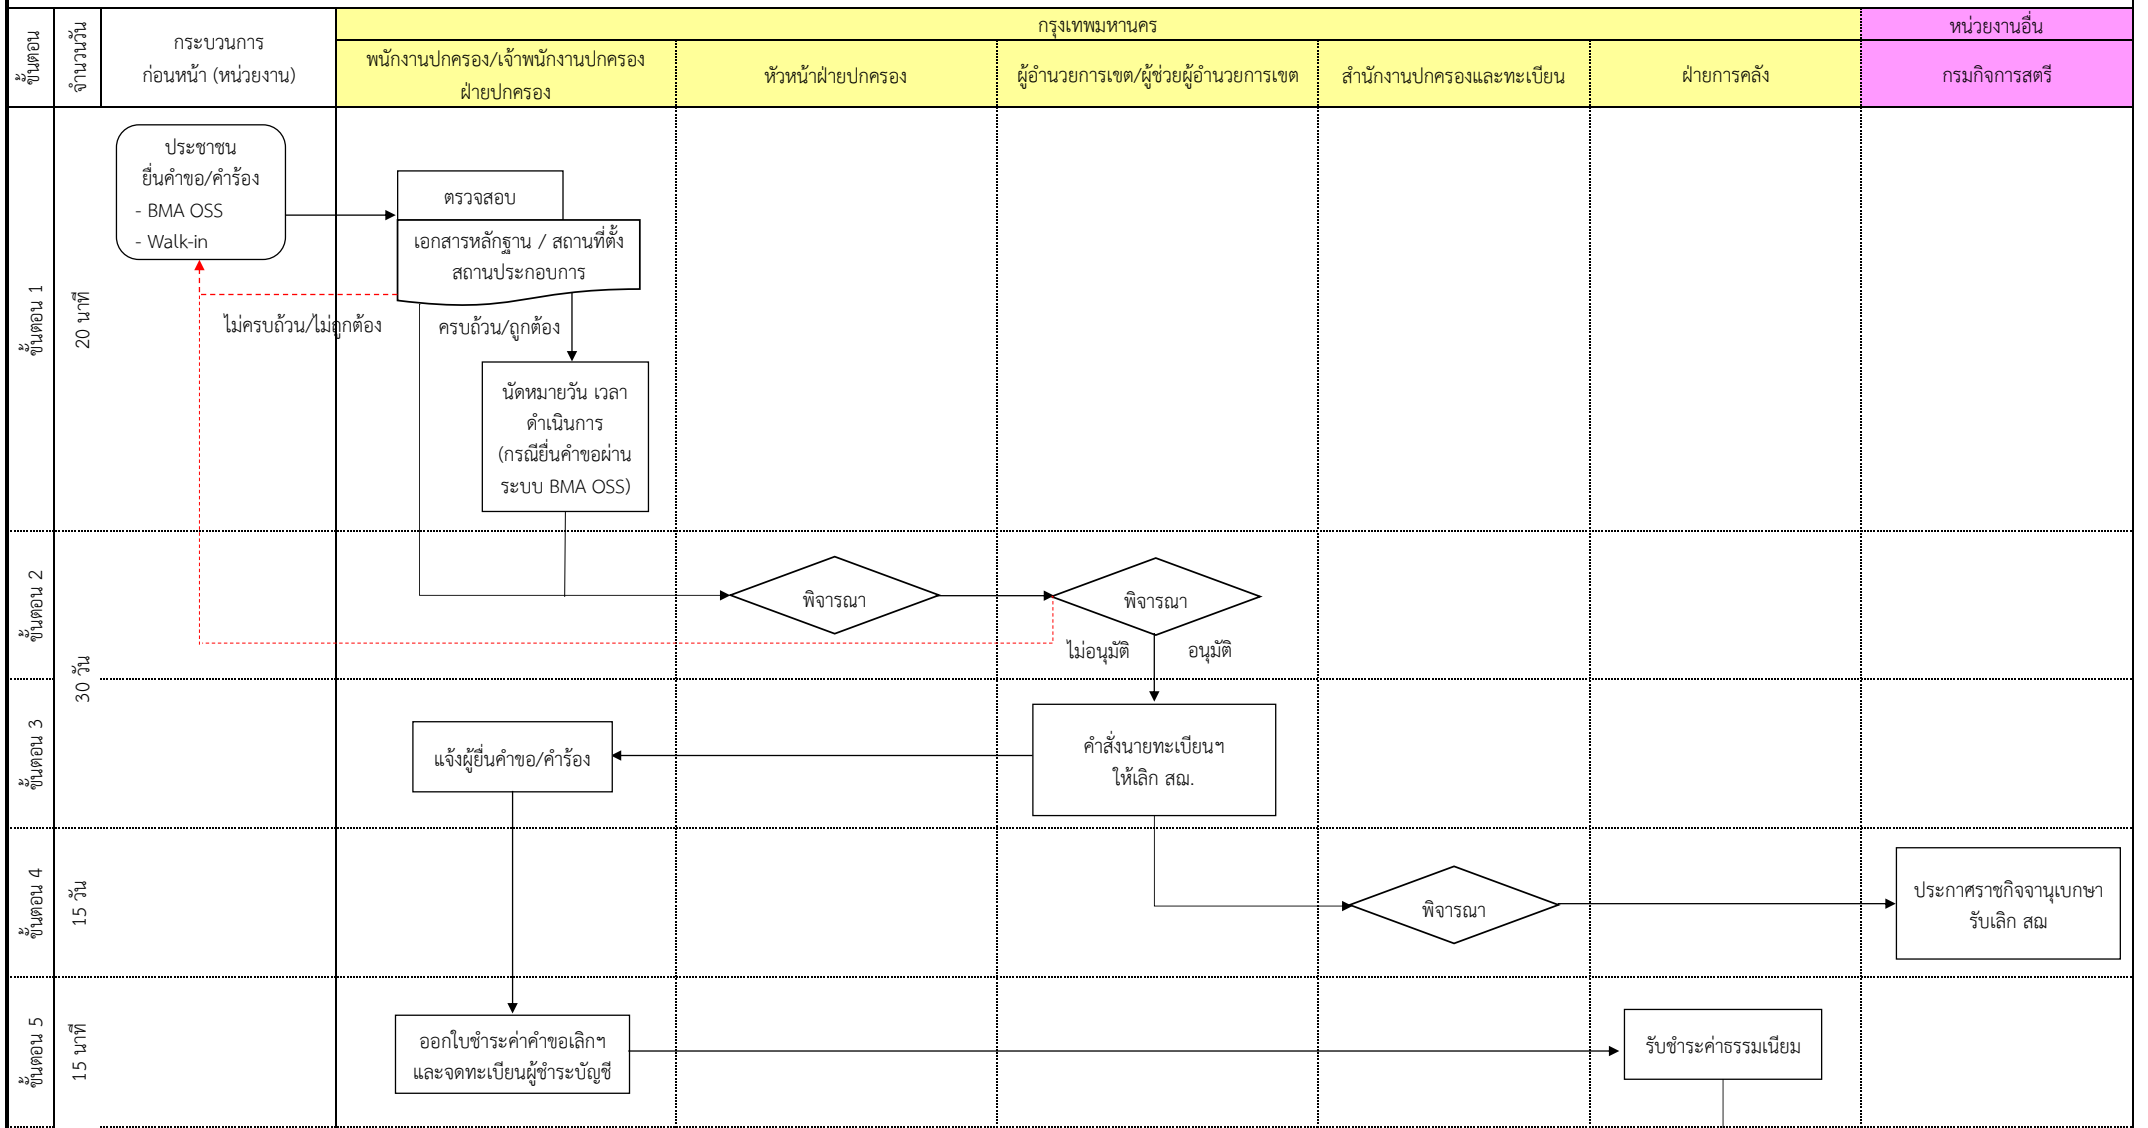 ขั้นตอน
จำนวนวัน
กระบวนการ
ก่อนหน้า (หน่วยงาน)
กรุงเทพมหานคร
หน่วยงานอื่น
พนักงานปกครอง/เจ้าพนักงานปกครอง
ฝ่ายปกครอง
หัวหน้าฝ่ายปกครอง
ผู้อำนวยการเขต/ผู้ช่วยผู้อำนวยการเขต
สำนักงานปกครองและทะเบียน
ฝ่ายการคลัง
กรมกิจการสตรี
ขั้นตอน 1
20 นาที
ประชาชน
ยื่นคำขอ/คำร้อง
- BMA OSS
- Walk-in
ตรวจสอบ
เอกสารหลักฐาน / สถานที่ตั้ง
สถานประกอบการ
ไม่ครบถ้วน/ไม่ถูกต้อง
ครบถ้วน/ถูกต้อง
นัดหมายวัน เวลา
ดำเนินการ
(กรณียื่นคำขอผ่าน
ระบบ BMA OSS)
ขั้นตอน 2
30 วัน
พิจารณา
พิจารณา
ไม่อนุมัติ
อนุมัติ
ขั้นตอน 3
แจ้งผู้ยื่นคำขอ/คำร้อง
คำสั่งนายทะเบียนฯ
ให้เลิก สฌ.
ขั้นตอน 4
15 วัน
พิจารณา
ประกาศราชกิจจานุเบกษา
รับเลิก สฌ
ขั้นตอน 5
15 นาที
ออกใบชำระค่าคำขอเลิกฯ
และจดทะเบียนผู้ชำระบัญชี
รับชำระค่าธรรมเนียม